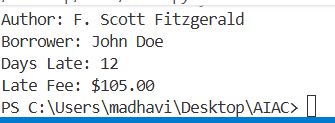 Author: F. Scott Fitzgerald
Borrower: John Doe
Days Late: 12
Late Fee: $105.00
PS C:\Users\madhavi\Desktop\AIAC>